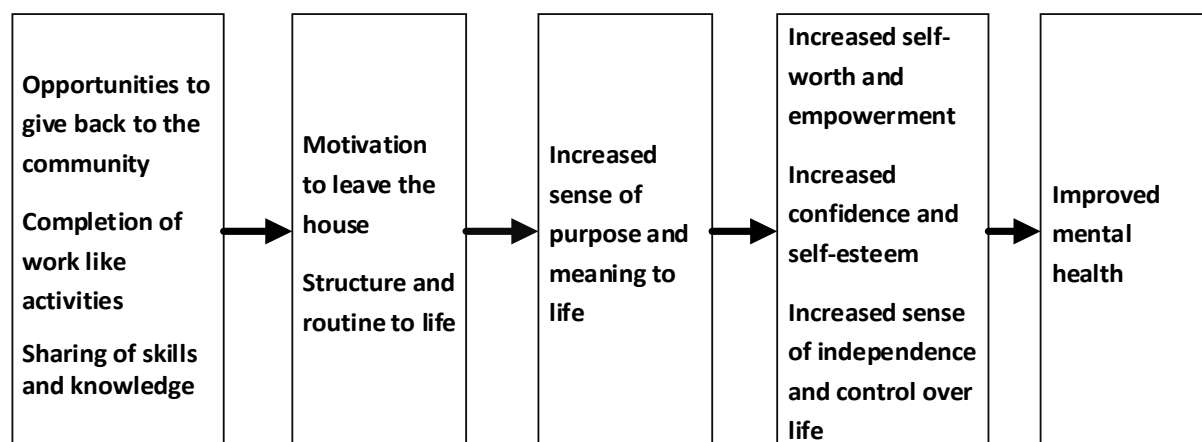 Opportunities to
give back to the
community
Completion of
work like
activities
Sharing of skills
and knowledge
Motivation
to leave the
house
Structure and
routine to life
Increased
sense of
purpose and
meaning to
life
Increased self-
worth and
empowerment
Increased
confidence and
self-esteem
Increased sense
of independence
and control over
life
Improved
mental
health